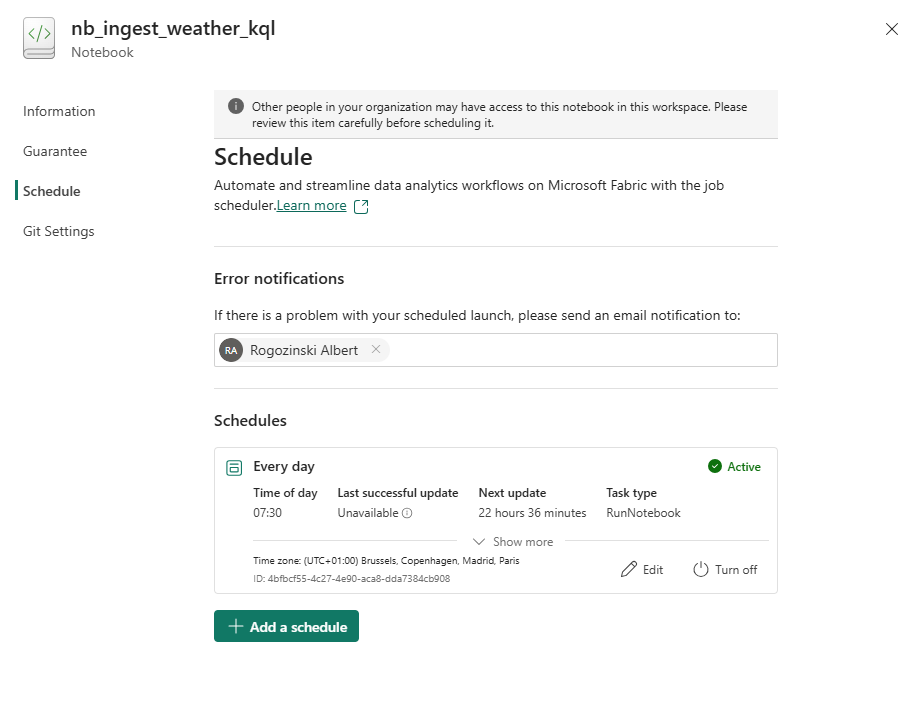 nb_ingest_weather_kql
Notebook
Information
Guarantee
Schedule
Git Settings
Other people in your organization may have access to this notebook in this workspace. Please
review this item carefully before scheduling it.
Schedule
Automate and streamline data analytics workflows on Microsoft Fabric with the job
scheduler.Learn more
Error notifications
If there is a problem with your scheduled launch, please send an email notification to:
RA Rogozinski Albert
Schedules
Every day Active
Time of day Last successful update Next update Task type
07:30 Unavailable 22 hours 36 minutes RunNotebook
Show more
Time zone: (UTC+01:00) Brussels, Copenhagen, Madrid, Paris
ID: 4bfbcf55-4c27-4e90-aca8-dda7384cb908
Edit Turn off
Add a schedule